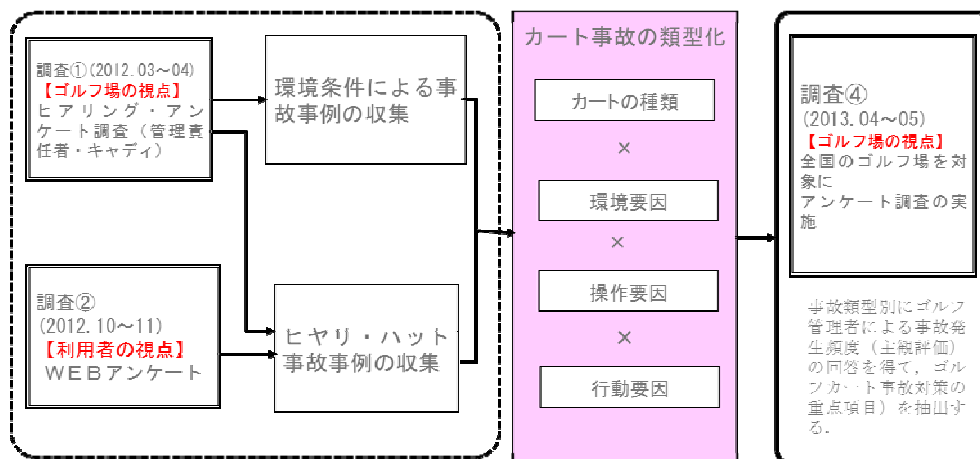 調査①(2012.03~04)
【ゴルフ場の視点】
ヒアリング・アン
ケート調査（管理責
任者・キャディ）
環境条件による事
故事例の収集
調査②
(2012.10~11)
【利用者の視点】
ＷＥＢアンケート
ヒヤリ・ハット
事故事例の収集
カート事故の類型化
カートの種類
×
環境要因
×
操作要因
×
行動要因
調査④
(2013.04~05)
【ゴルフ場の視点】
全国のゴルフ場を対
象に
アンケート調査の実
施
事故類型別にゴルフ
管理者による事故発
生頻度（主観評価）
の回答を得て，ゴル
フカート事故対策の
重点項目）を抽出す
る．